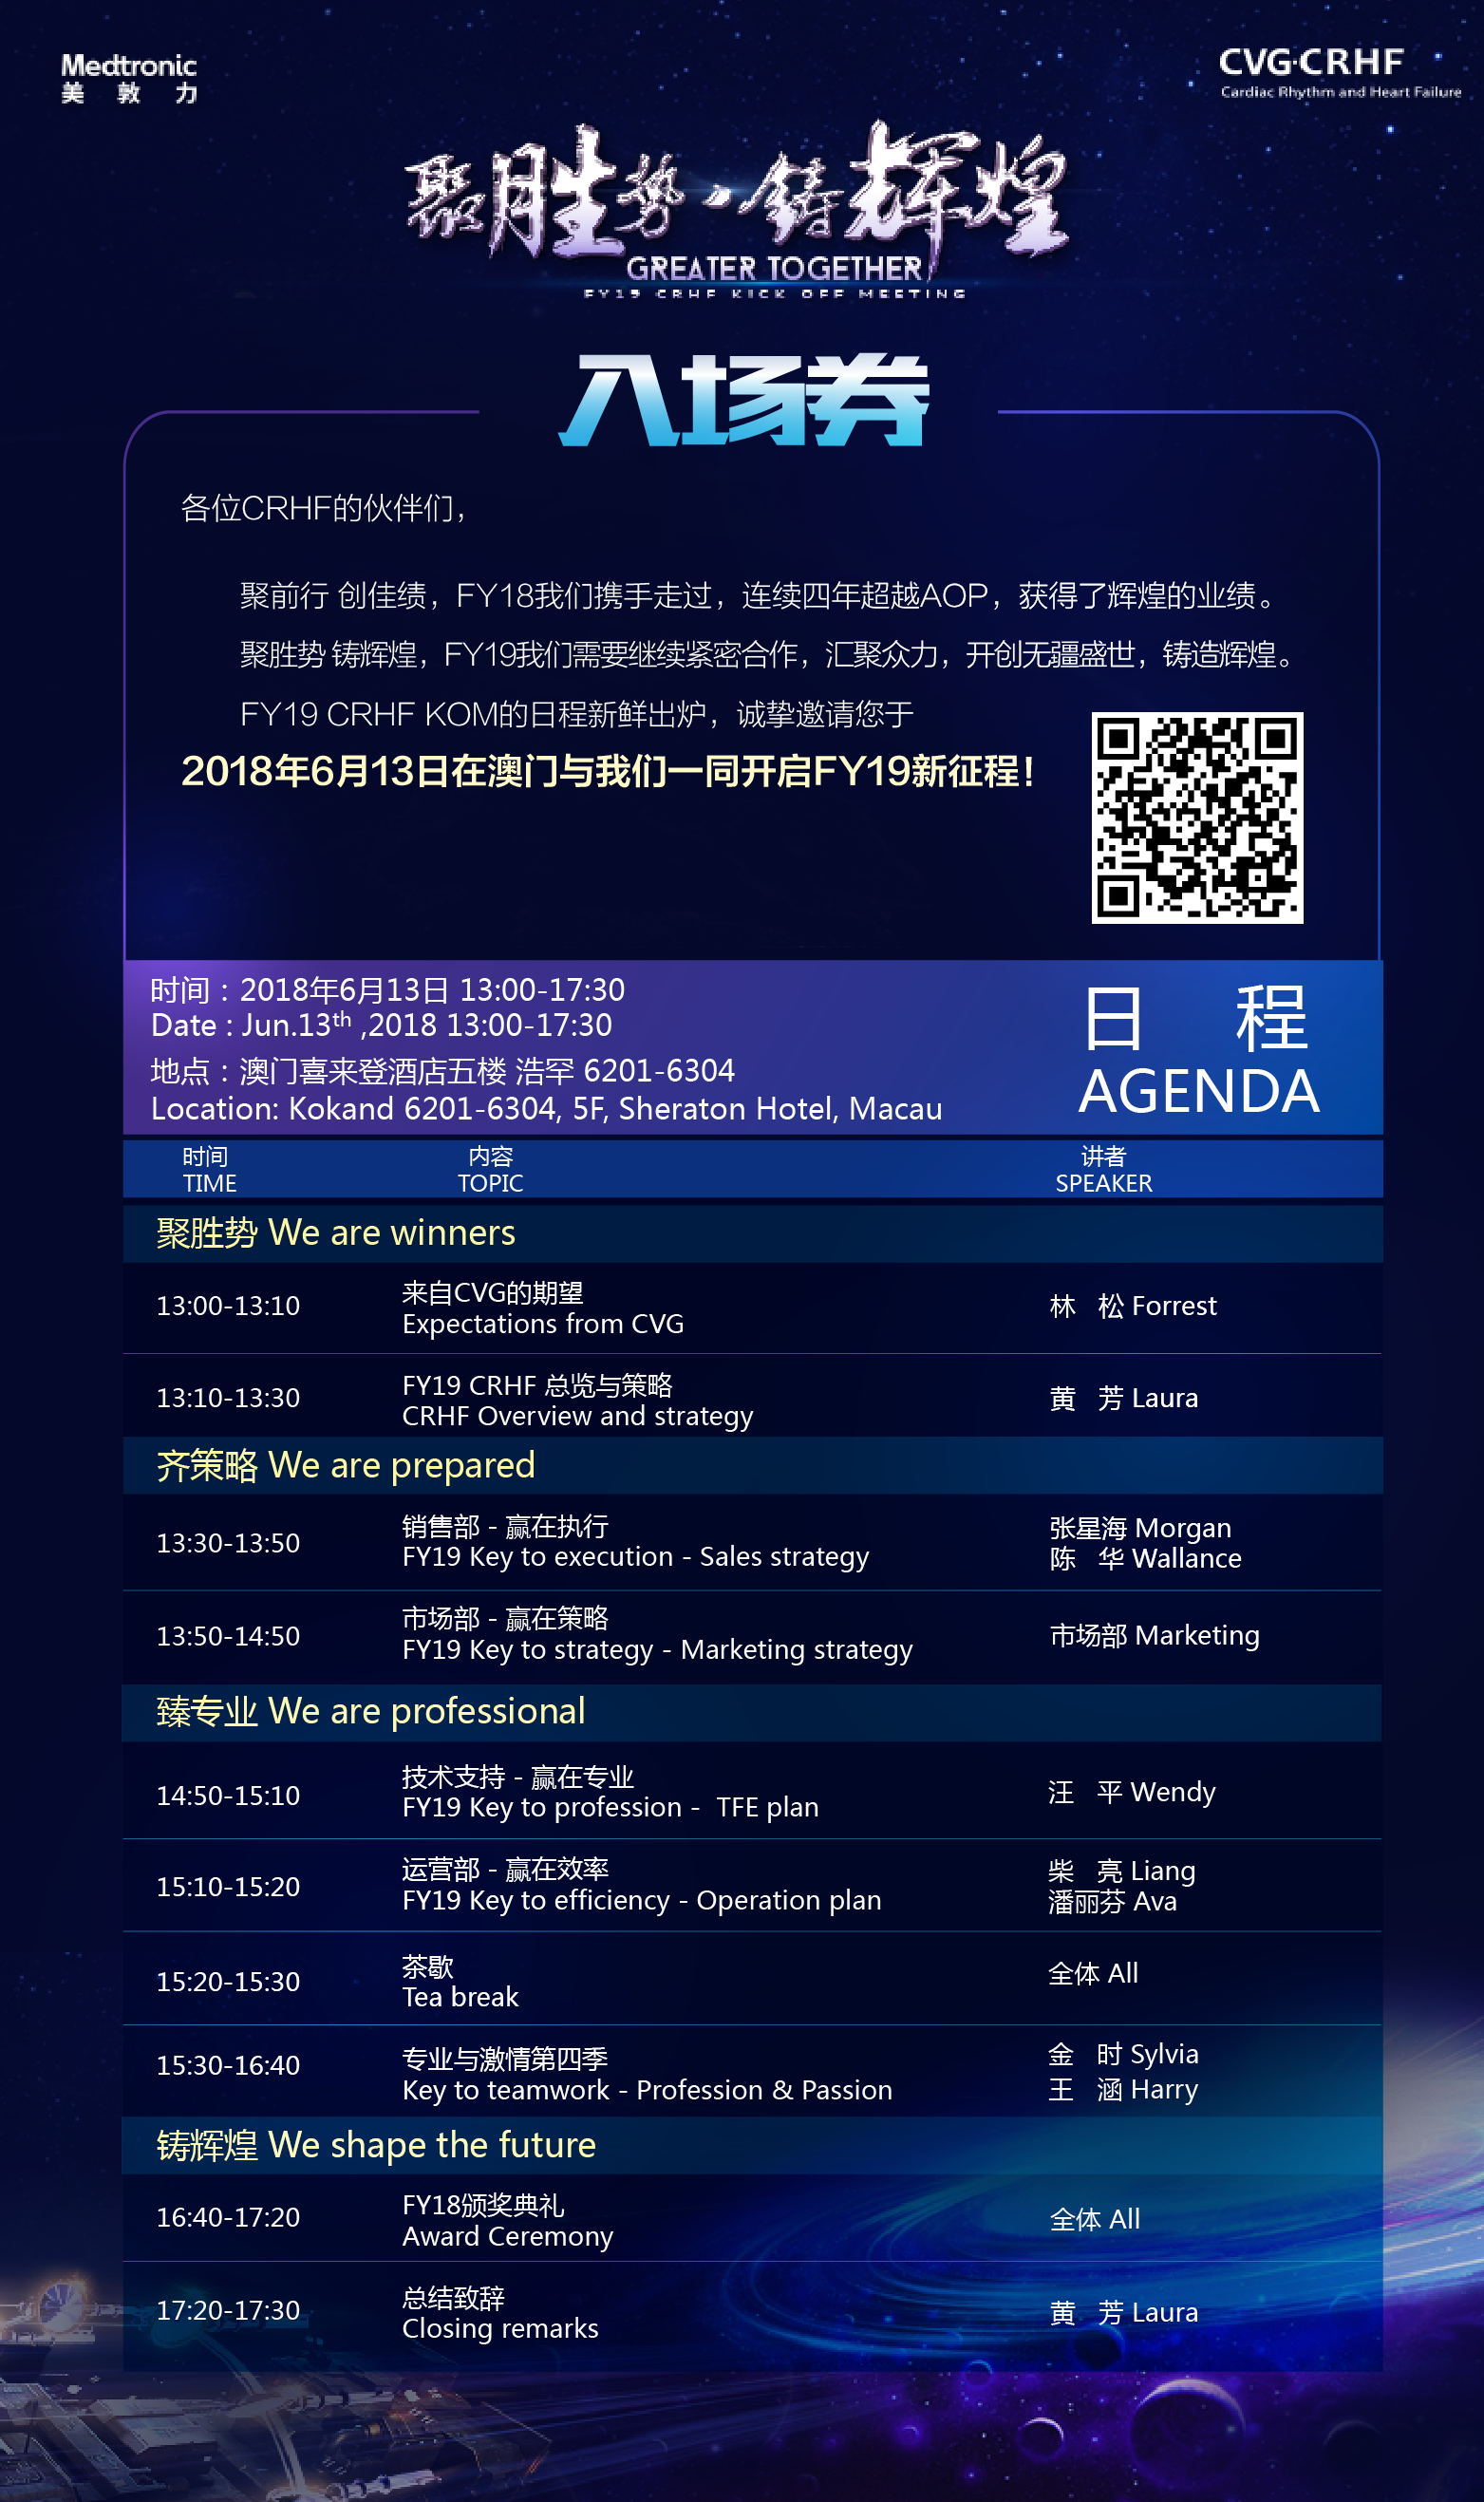 Medtronic
美敦力
CVG·CRHF
Cardiac Rhythm and Heart Failure
聚胜势·铸辉煌
GREATER TOGETHER
FY19 CRHF KICK OFF MEETING
入场券
各位CRHF的伙伴们，
聚前行 创佳绩，FY18我们携手走过，连续四年超越AOP，获得了辉煌的业绩。
聚胜势 铸辉煌，FY19我们需要继续紧密合作，汇聚众力，开创无疆盛世，铸造辉煌。
FY19 CRHF KOM的日程新鲜出炉，诚挚邀请您于
2018年6月13日在澳门与我们一同开启FY19新征程！
时间：2018年6月13日 13:00-17:30
Date : Jun.13th ,2018 13:00-17:30
地点：澳门喜来登酒店五楼 浩罕 6201-6304
Location: Kokand 6201-6304, 5F, Sheraton Hotel, Macau
日 程
AGENDA
时间 内容 讲者
TIME TOPIC SPEAKER
聚胜势 We are winners
来自CVG的期望
13:00-13:10 林 松 Forrest
Expectations from CVG
FY19 CRHF 总览与策略
13:10-13:30 黄 芳 Laura
CRHF Overview and strategy
齐策略 We are prepared
销售部 - 赢在执行 张星海 Morgan
13:30-13:50
FY19 Key to execution - Sales strategy 陈 华 Wallance
市场部 - 赢在策略
13:50-14:50 市场部 Marketing
FY19 Key to strategy - Marketing strategy
臻专业 We are professional
技术支持 - 赢在专业
14:50-15:10 汪 平 Wendy
FY19 Key to profession - TFE plan
运营部 - 赢在效率 柴 亮 Liang
15:10-15:20
FY19 Key to efficiency - Operation plan 潘丽芬 Ava
茶歇
15:20-15:30 全体 All
Tea break
专业与激情第四季 金 时 Sylvia
15:30-16:40
Key to teamwork - Profession & Passion 王 涵 Harry
铸辉煌 We shape the future
FY18颁奖典礼
16:40-17:20 全体 All
Award Ceremony
总结致辞
17:20-17:30 黄 芳 Laura
Closing remarks